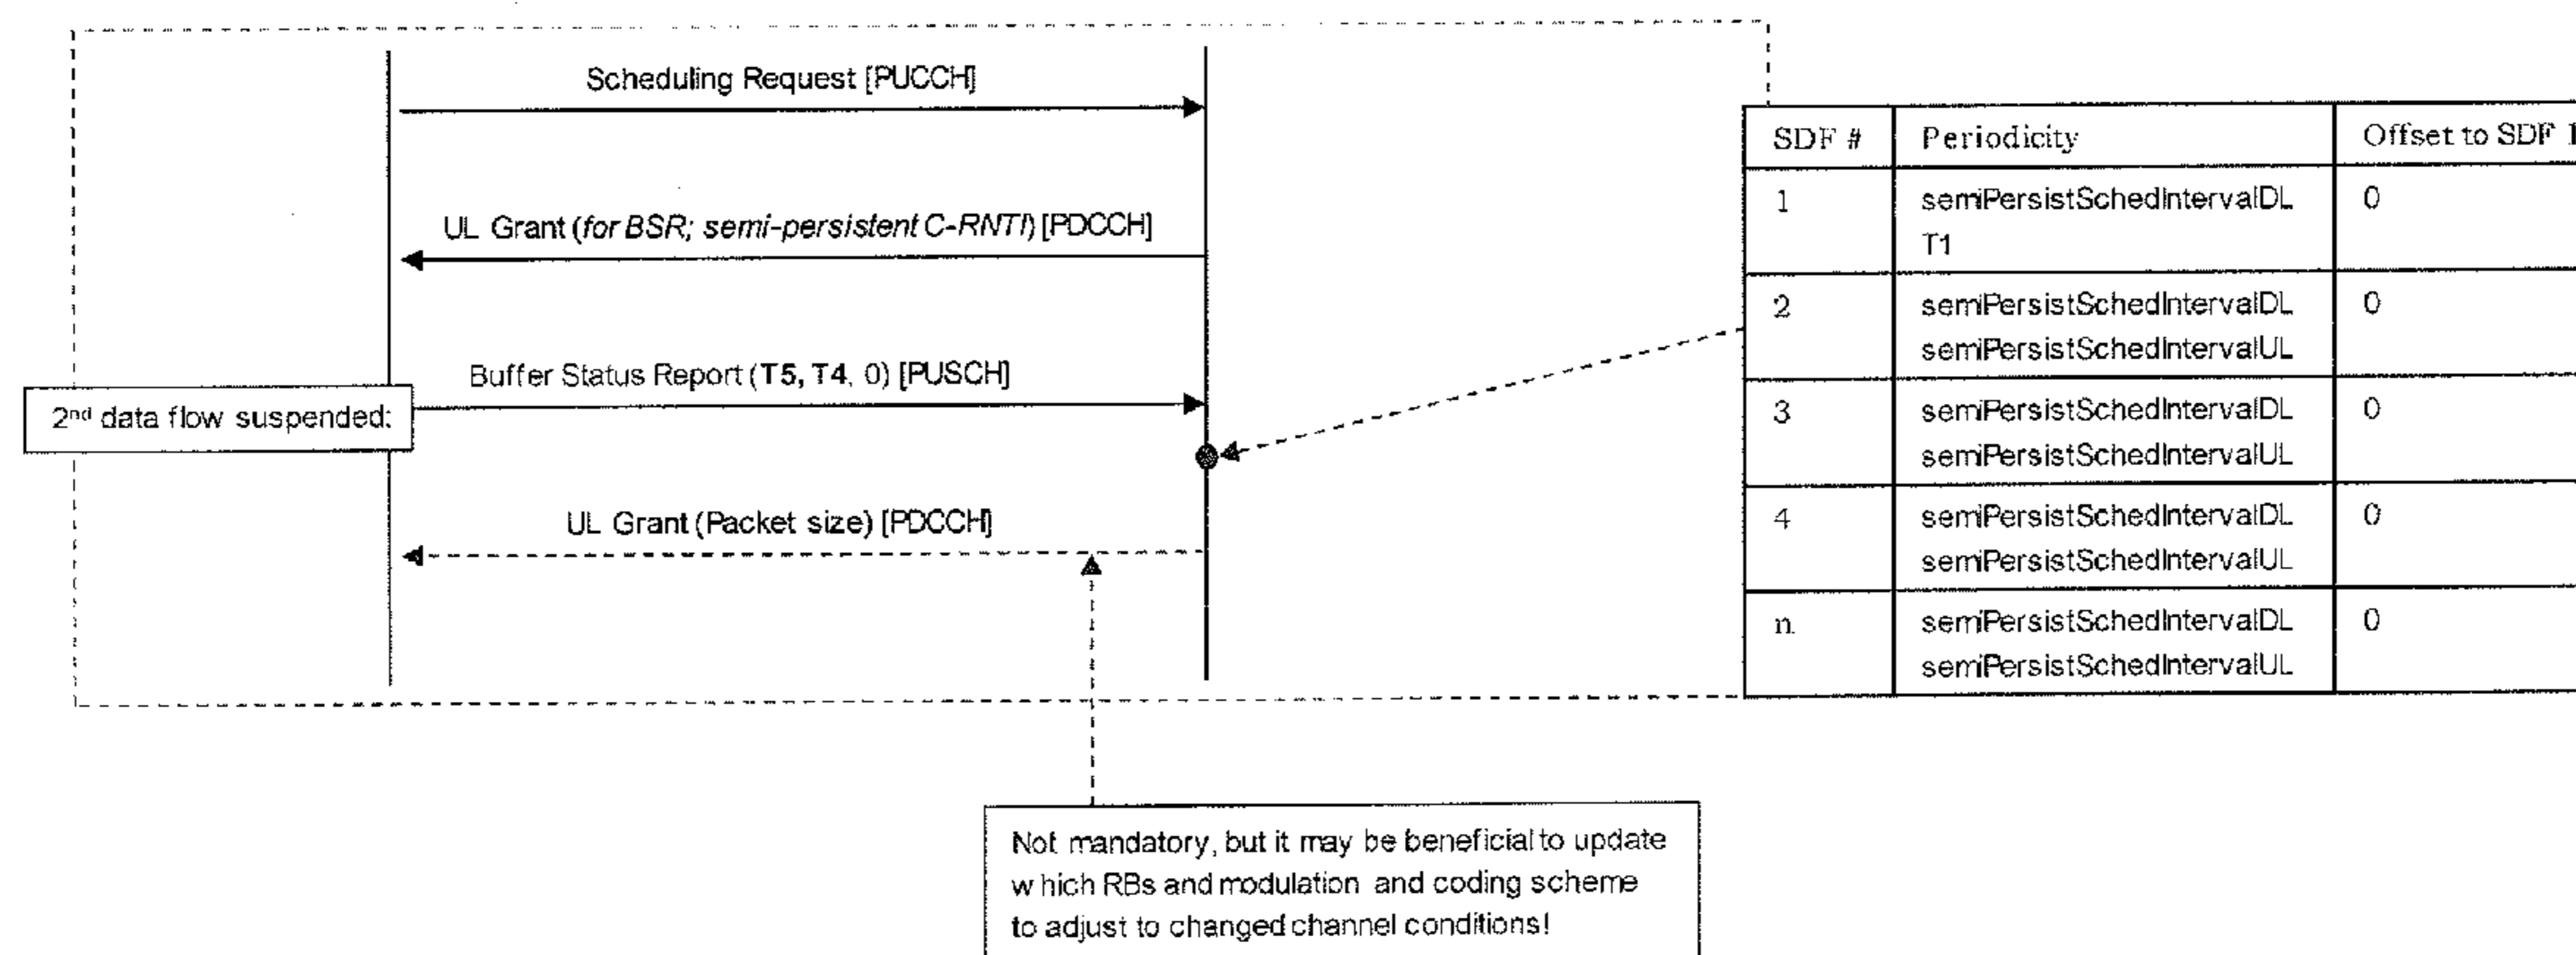 Scheduling Request [PUCCH]
UL Grant (for BSR; semi-persistent C-RNTI) [PDCCH]
Buffer Status Report (T5, T4, 0) [PUSCH]
2nd data flow suspended:
UL Grant (Packet size) [PDCCH]
SDF # Periodicity Offset to SDF 1
1 semiPersistSchedIntervalDL 0
T1
2 semiPersistSchedIntervalDL 0
semiPersistSchedIntervalUL
3 semiPersistSchedIntervalDL 0
semiPersistSchedIntervalUL
4 semiPersistSchedIntervalDL 0
semiPersistSchedIntervalUL
n semiPersistSchedIntervalDL 0
semiPersistSchedIntervalUL
Not mandatory, but it may be beneficial to update
which RBs and modulation and coding scheme
to adjust to changed channel conditions!